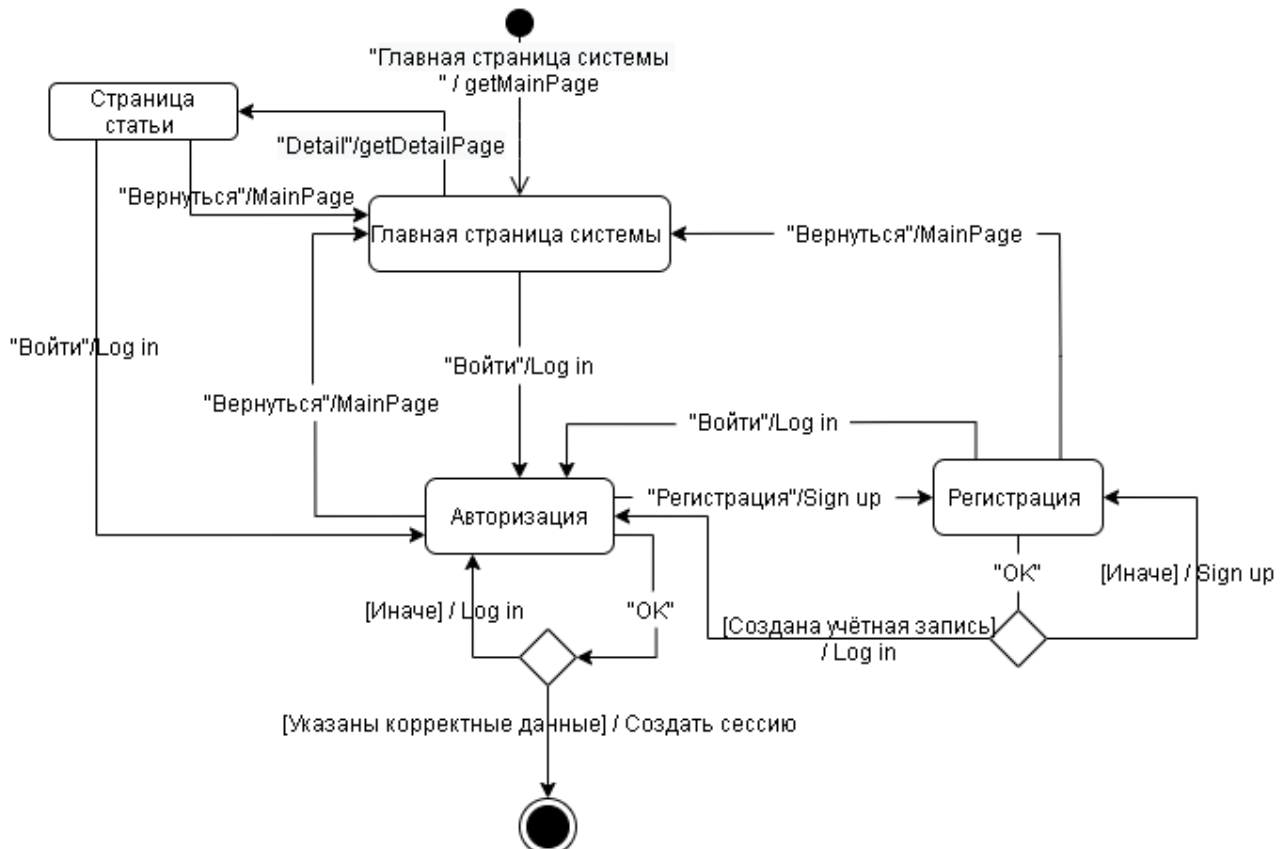 "Главная страница системы
" / getMainPage
Страница
статьи
"Detail"/getDetailPage
"Вернуться"/MainPage
Главная страница системы
"Вернуться"/MainPage
"Войти"/Log in
"Войти"/Log in
"Вернуться"/MainPage
"Войти"/Log in
Авторизация
"Регистрация"/Sign up
Регистрация
"OK"
[Иначе] / Sign up
[Иначе] / Log in
"OK"
[Создана учётная запись]
/ Log in
[Указаны корректные данные] / Создать сессию